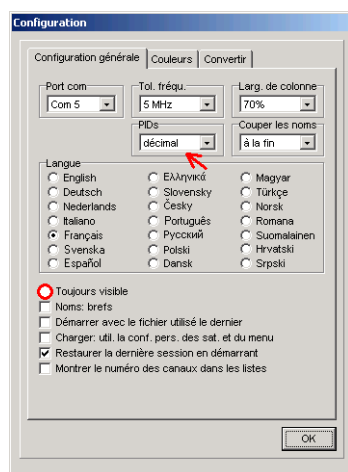 Configuration
Configuration générale Couleurs Convertir
Port com Tol. fréqu. Larg. de colonne
Com 5 5 MHz 70%
PIDs Couper les noms
décimal à la fin
Langue
English Ελληνικά Magyar
Deutsch Slovensky Türkçe
Nederlands Česky Norsk
Italiano Português Romana
Français Русский Suomalainen
Svenska Polski Hrvatski
Español Dansk Srpski
Toujours visible
Noms: brefs
Démarrer avec le fichier utilisé le dernier
Charger: util. la conf. pers. des sat. et du menu
Restaurer la dernière session en démarrant
Montrer le numéro des canaux dans les listes
OK